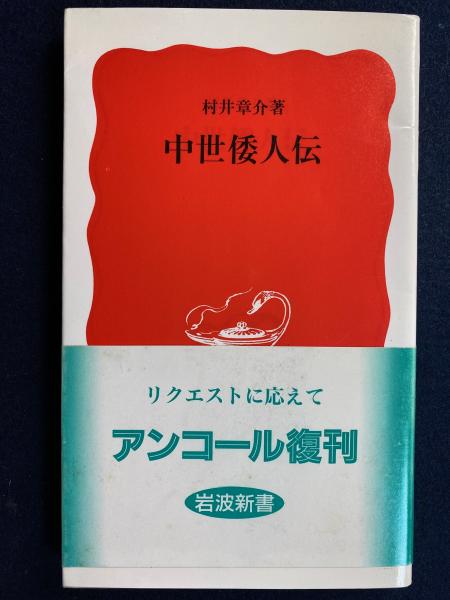 村井章介著
中世倭人伝
リクエストに応えて
アンコール復刊
岩波新書